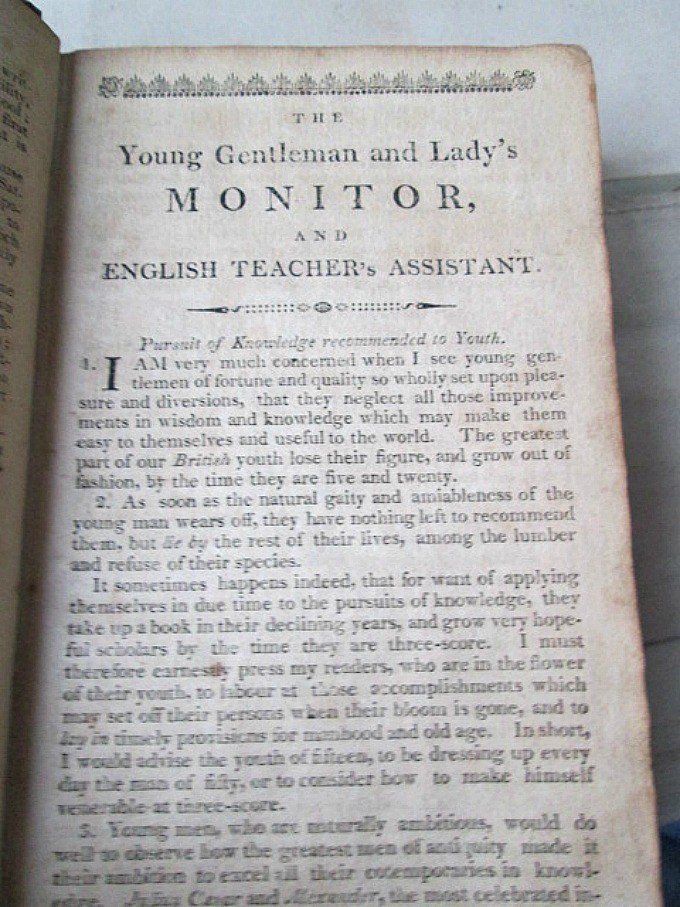 THE
Young Gentleman and Lady's
MONITOR,
AND
ENGLISH TEACHER's ASSISTANT.
Pursuit of Knowledge recommended to Youth.
1. I AM very much concerned when I see young gen-
tlemen of fortune and quality so wholly set upon plea-
sure and diversions, that they neglect all those improve-
ments in wisdom and knowledge which may make them
easy to themselves and useful to the world. The greatest
part of our British youth lose their figure, and grow out of
fashion, by the time they are five and twenty.
2. As soon as the natural gaity and amiableness of the
young man wears off, they have nothing left to recommend
them, but lie by the rest of their lives, among the lumber
and refuse of their species.
It sometimes happens indeed, that for want of applying
themselves in due time to the pursuits of knowledge, they
take up a book in their declining years, and grow very hope-
ful scholars by the time they are three-score. I must
therefore earnestly press my readers, who are in the flower
of their youth, to labour at those accomplishments which
may set off their persons when their bloom is gone, and to
lay in timely provisions for manhood and old age. In short,
I would advise the youth of fifteen, to be dressing up every
day the man of fifty, or to consider how to make himself
venerable at three-score.
3. Young men, who are naturally ambitious, would do
well to observe how the greatest men of antiquity made it
their ambition to excel all their cotemporaries in knowl-
edge. Julius Cæsar and Alexander, the most celebrated in-